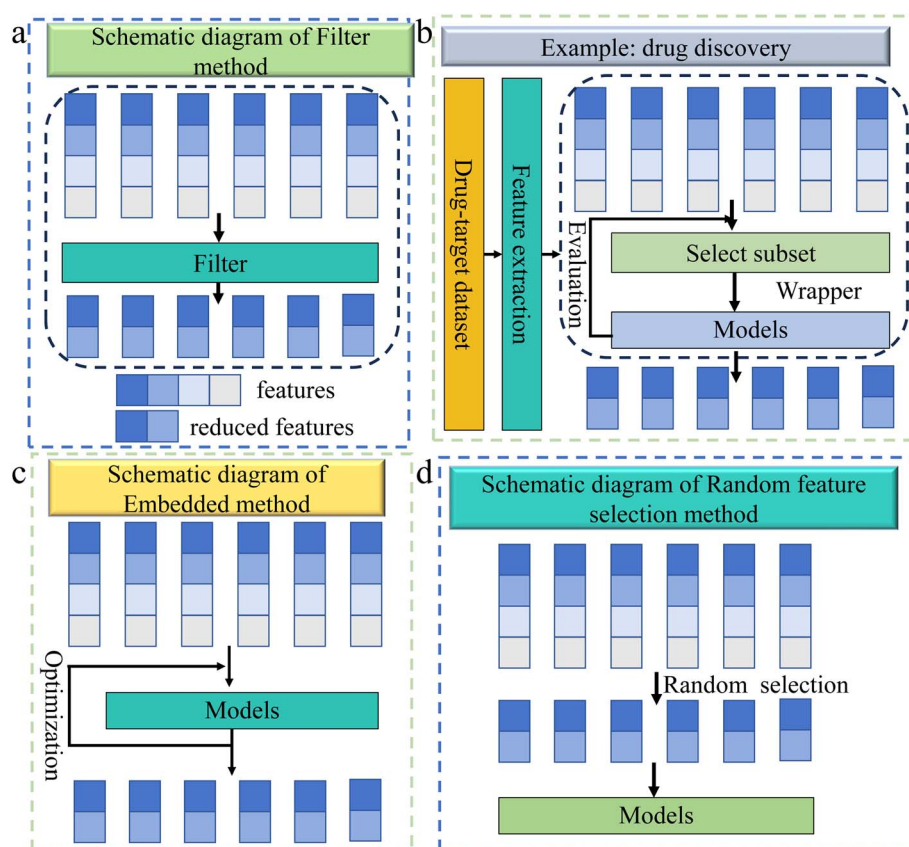 a
Schematic diagram of Filter
method
Filter
features
reduced features
b
Example: drug discovery
Drug-target dataset
Feature extraction
Evaluation
Select subset
Wrapper
Models
c
Schematic diagram of
Embedded method
Optimization
Models
d
Schematic diagram of Random feature
selection method
Random selection
Models